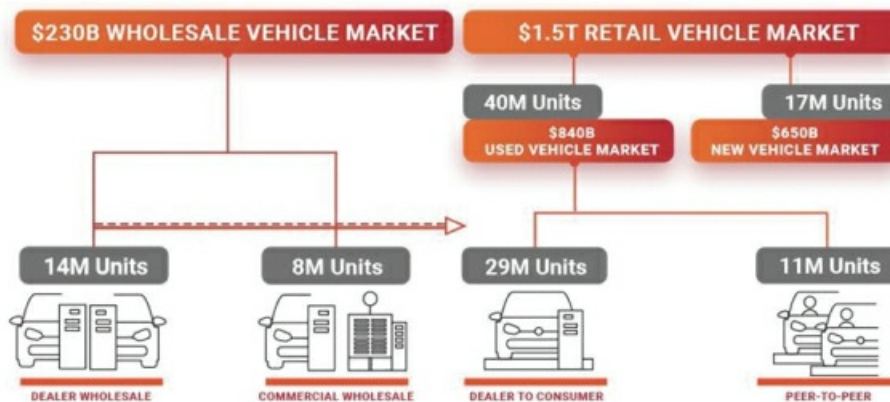 $230B WHOLESALE VEHICLE MARKET
$1.5T RETAIL VEHICLE MARKET
40M Units
17M Units
$840B
USED VEHICLE MARKET
$650B
NEW VEHICLE MARKET
14M Units
8M Units
29M Units
11M Units
DEALER WHOLESALE
COMMERCIAL WHOLESALE
DEALER TO CONSUMER
PEER-TO-PEER